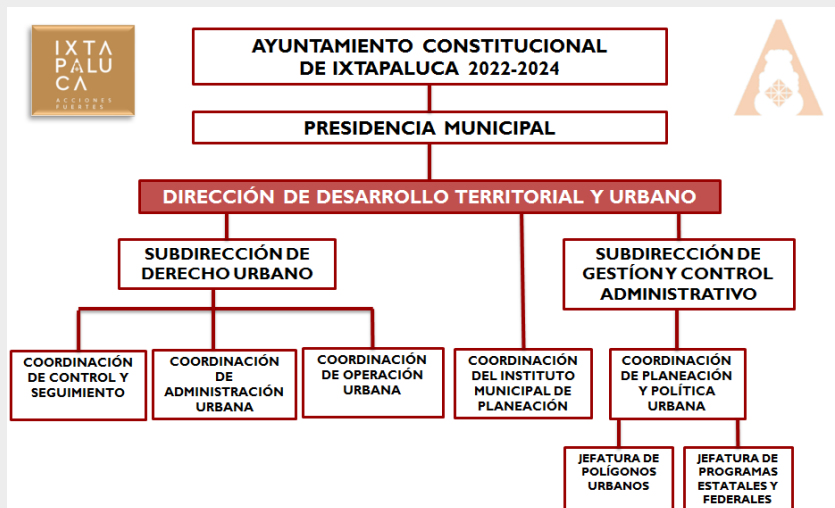 IXTA
PALU
CA
ACCIONES
FUERTES
AYUNTAMIENTO CONSTITUCIONAL
DE IXTAPALUCA 2022-2024
PRESIDENCIA MUNICIPAL
DIRECCIÓN DE DESARROLLO TERRITORIAL Y URBANO
SUBDIRECCIÓN DE
DERECHO URBANO
SUBDIRECCIÓN DE
GESTÍON Y CONTROL
ADMINISTRATIVO
COORDINACIÓN
DE CONTROL Y
SEGUIMIENTO
COORDINACIÓN
DE
ADMINISTRACIÓN
URBANA
COORDINACIÓN
DE OPERACIÓN
URBANA
COORDINACIÓN
DEL INSTITUTO
MUNICIPAL DE
PLANEACIÓN
COORDINACIÓN
DE PLANEACIÓN
Y POLÍTICA
URBANA
JEFATURA DE
POLÍGONOS
URBANOS
JEFATURA DE
PROGRAMAS
ESTATALES Y
FEDERALES